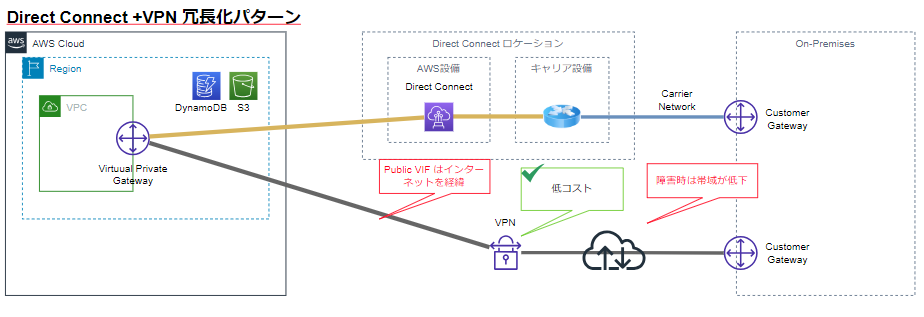 Direct Connect +VPN 冗長化パターン
aws
AWS Cloud
Region
DynamoDB
S3
VPC
Virtual Private
Gateway
Direct Connect ロケーション
AWS設備
Direct Connect
キャリア設備
Carrier
Network
On-Premises
Customer
Gateway
Public VIF はインター
ネットを経緯
低コスト
障害時は帯域が低下
VPN
Customer
Gateway